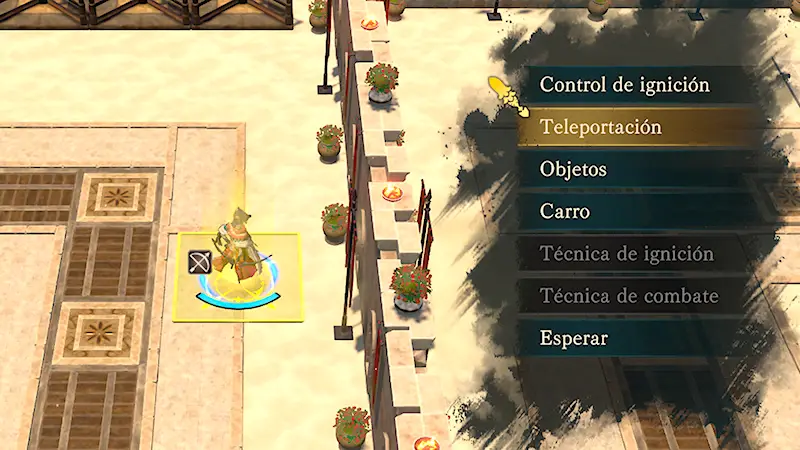 Control de ignición
Teleportación
Objetos
Carro
Técnica de ignición
Técnica de combate
Esperar